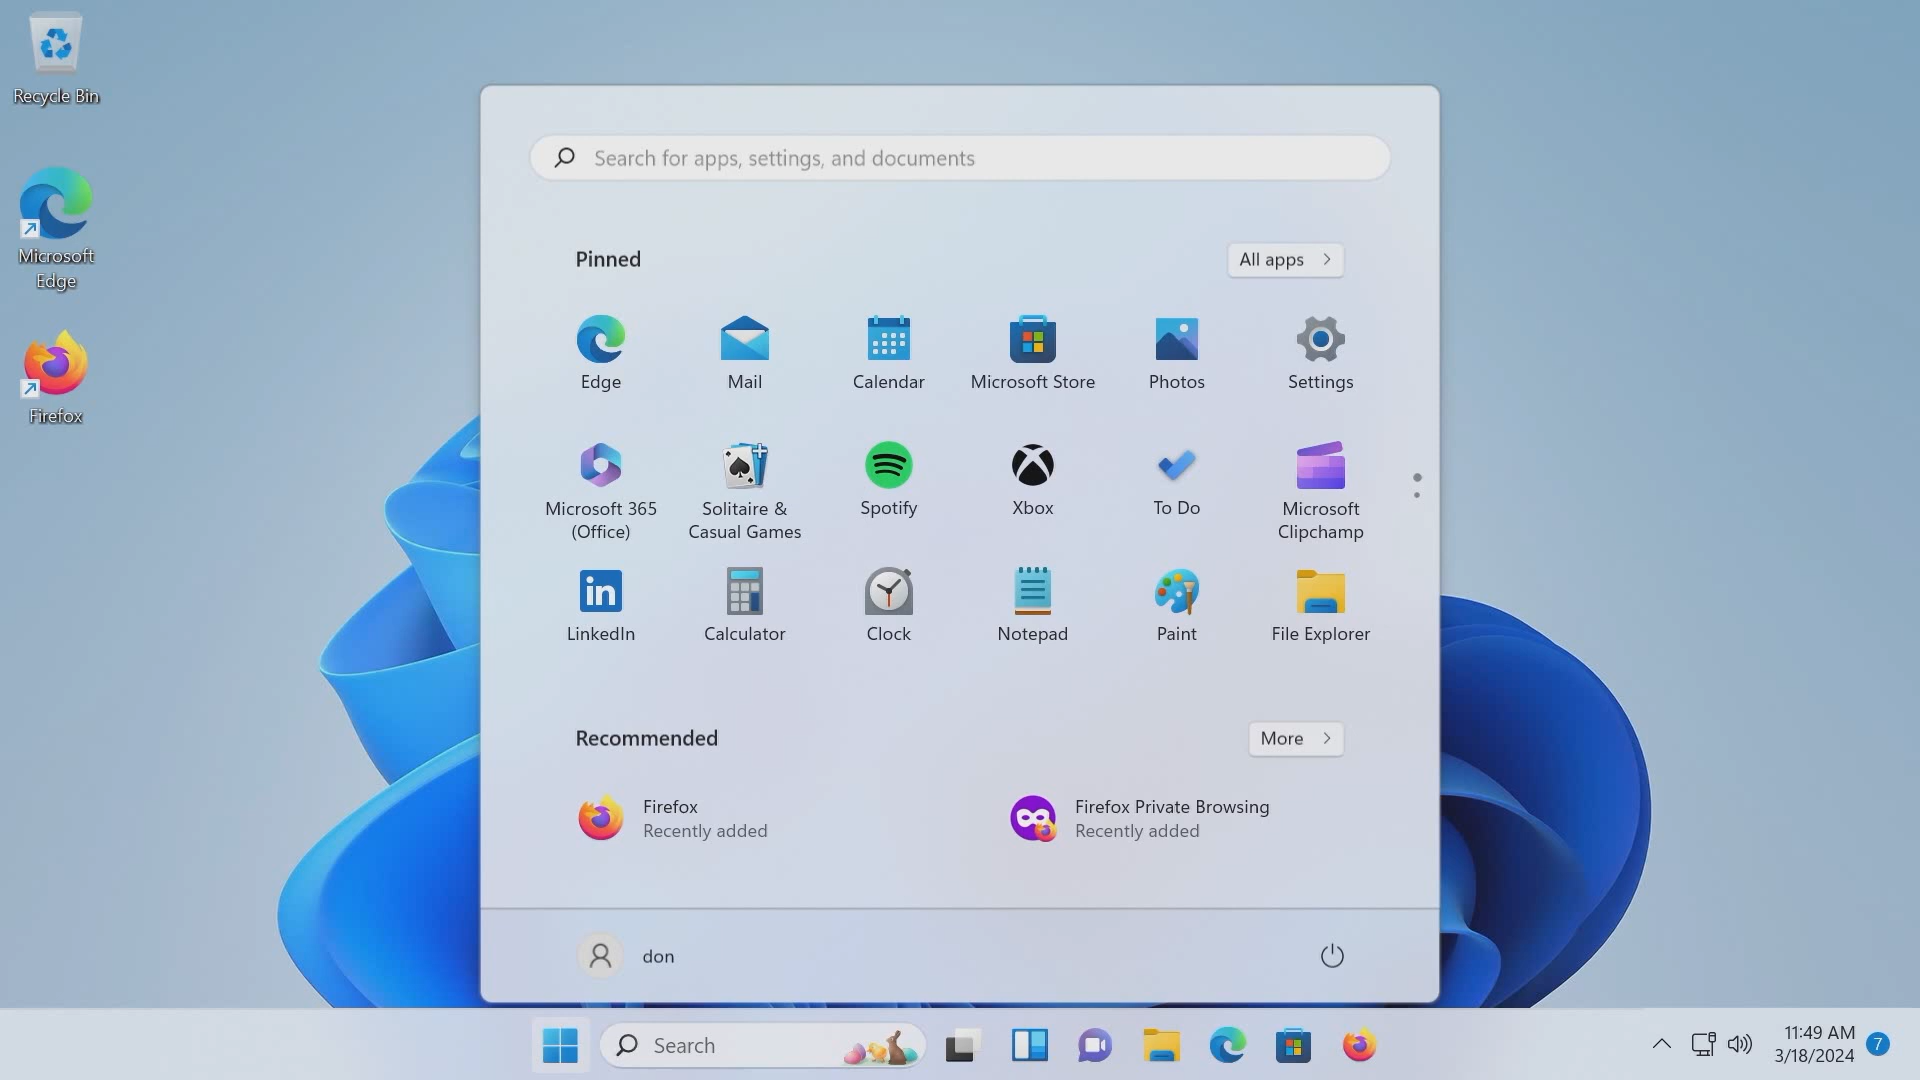 Recycle Bin
Microsoft
Edge
Firefox
Search for apps, settings, and documents
Pinned
All apps
Edge
Mail
Calendar
Microsoft Store
Photos
Settings
Microsoft 365
(Office)
Solitaire &
Casual Games
Spotify
Xbox
To Do
Microsoft
Clipchamp
in
LinkedIn
Calculator
Clock
Notepad
Paint
File Explorer
Recommended
More
Firefox
Recently added
Firefox Private Browsing
Recently added
don
Search
11:49 AM
3/18/2024
7